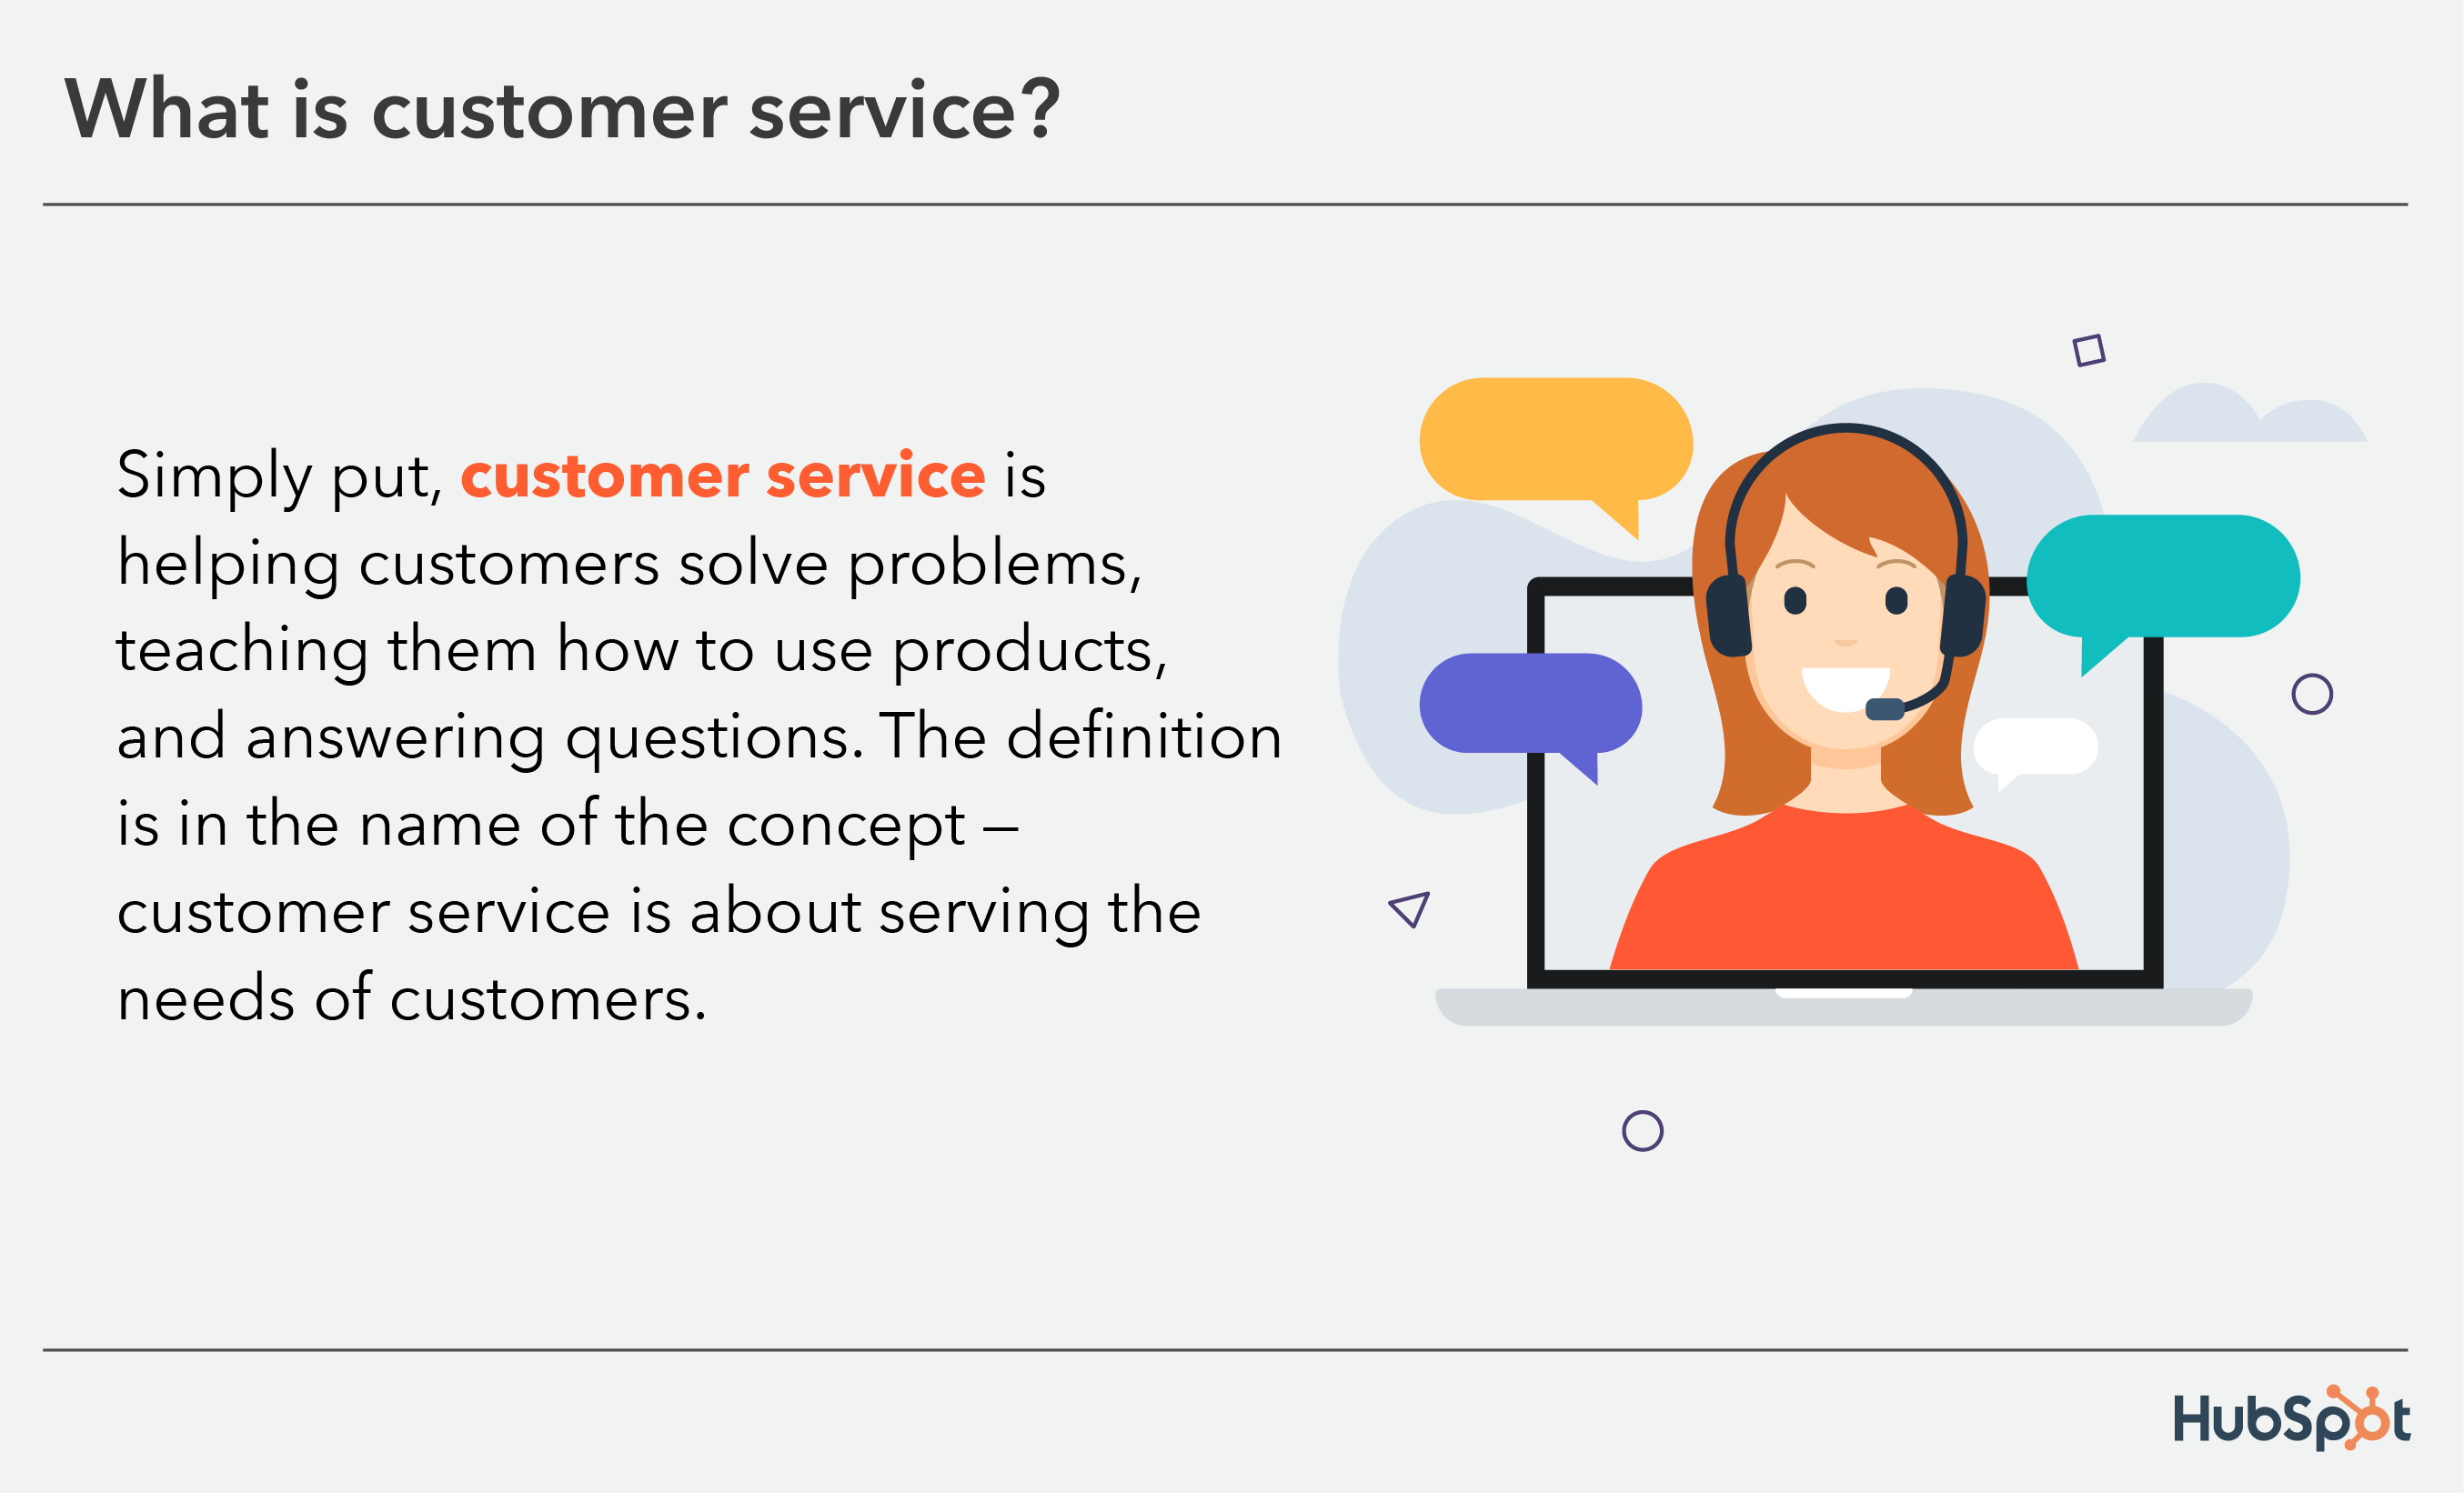 What is customer service?
Simply put, customer service is
helping customers solve problems,
teaching them how to use products,
and answering questions. The definition
is in the name of the concept —
customer service is about serving the
needs of customers.
HubSpot